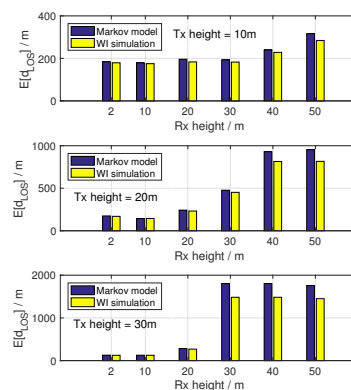 400
200
0
E[d_LOS] / m
Markov model
WI simulation
Tx height = 10m
2 10 20 30 40 50
Rx height / m
1000
500
0
E[d_LOS] / m
Markov model
WI simulation
Tx height = 20m
2 10 20 30 40 50
Rx height / m
2000
1000
0
E[d_LOS] / m
Markov model
WI simulation
Tx height = 30m
2 10 20 30 40 50
Rx height / m